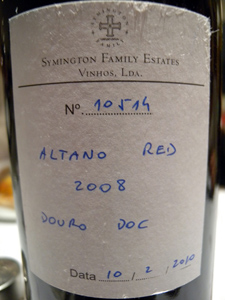 SYMINGTON FAMILY ESTATES
VINHOS, LDA.
Nº 10514
ALTANO RED
2008
DOURO DOC
Data 10 / 2 / 2010